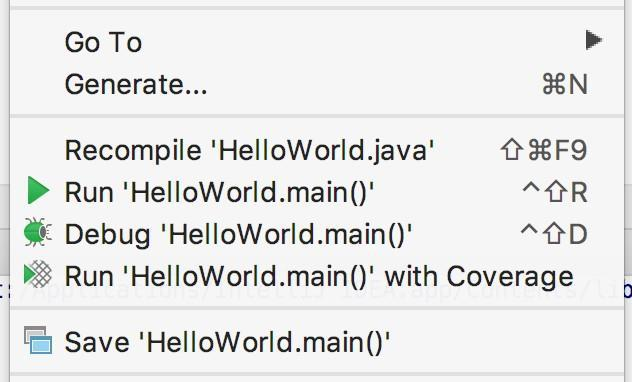 Go To
Generate... ⌘N
Recompile 'HelloWorld.java' ⇧⌘F9
Run 'HelloWorld.main()' ^⇧R
Debug 'HelloWorld.main()' ^⇧D
Run 'HelloWorld.main()' with Coverage
Save 'HelloWorld.main()'